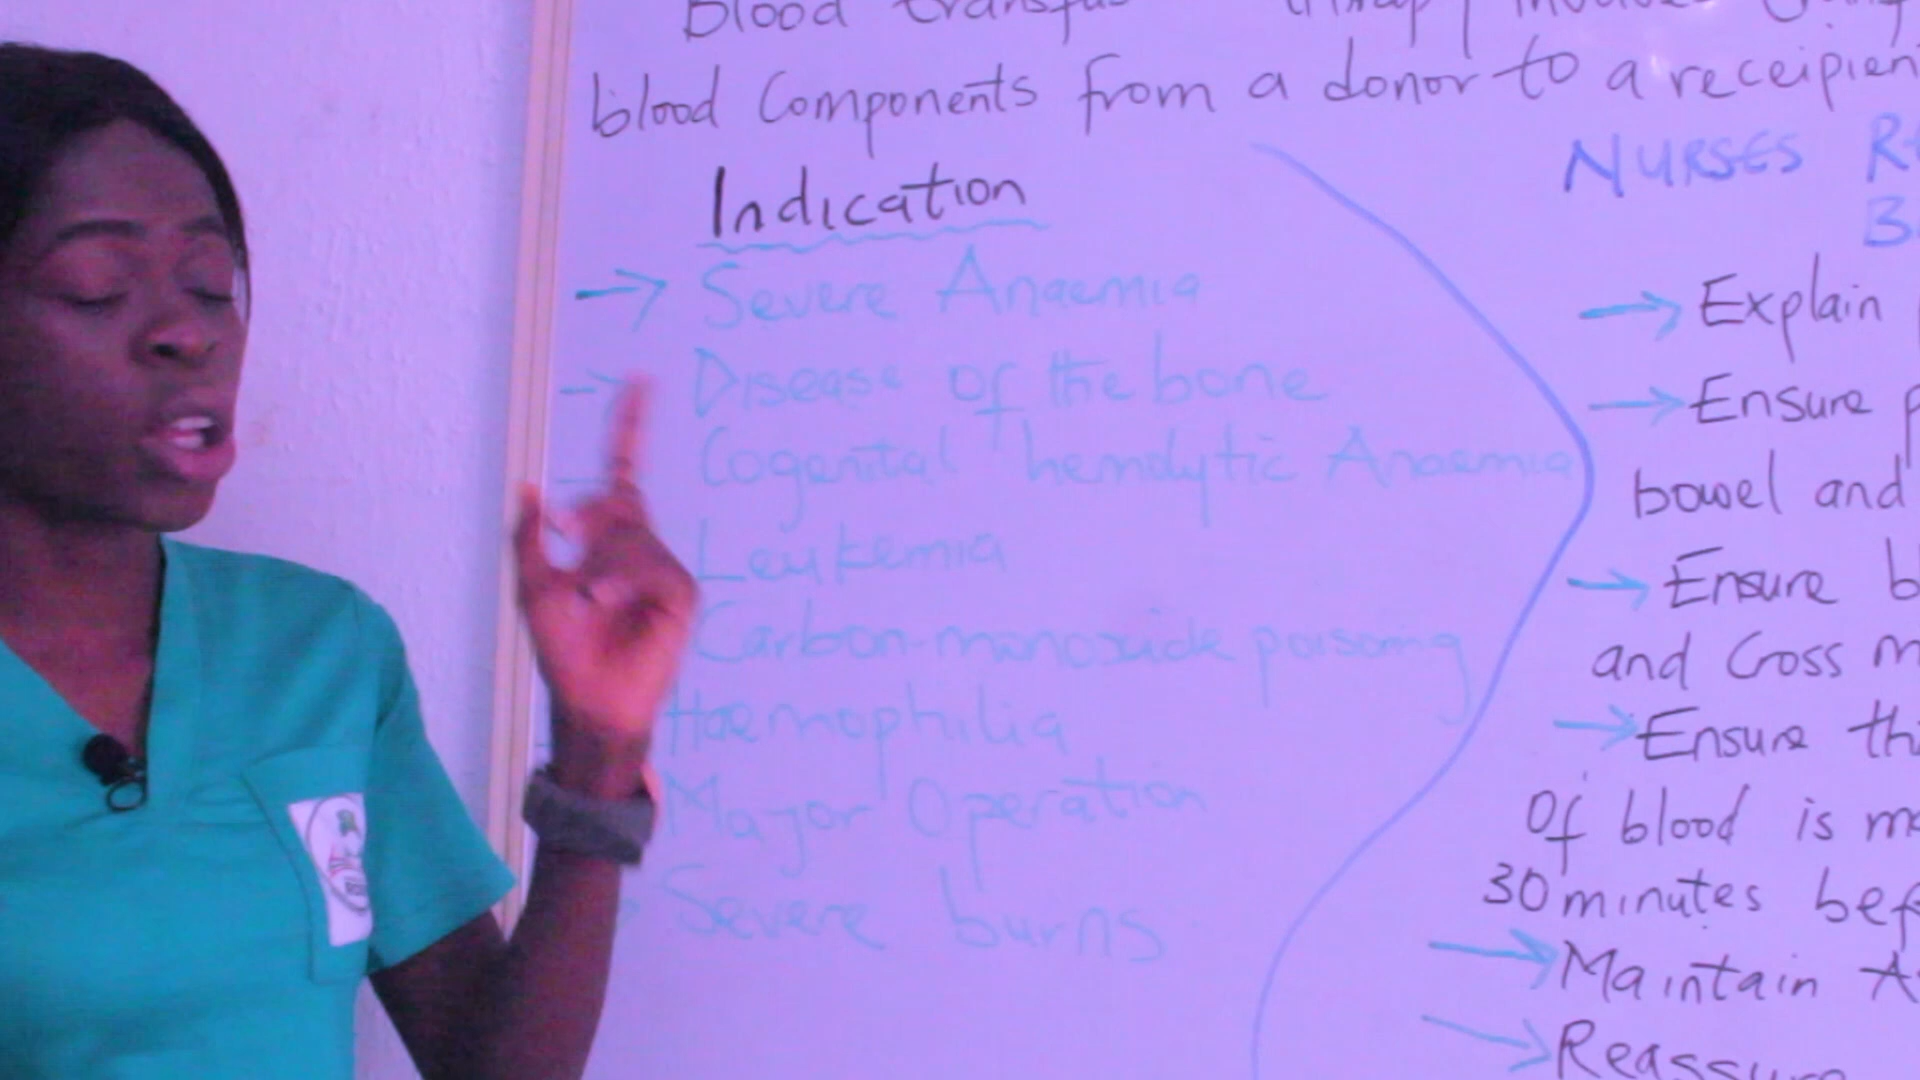 Blood
blood Components from a donor to a receipien
Indication
→ Severe Anaemia
→ Disease of the bone
Cogenital hemolytic Anaemia
Leukemia
Carbon-monoxide poisoning
Haemophilia
Major Operation
Severe burns
NURSES
→ Explain
→ Ensure
bowel and
→ Ensure
and Cross
→ Ensure
Of blood is
30 minutes
→ Maintain
→ Reassure